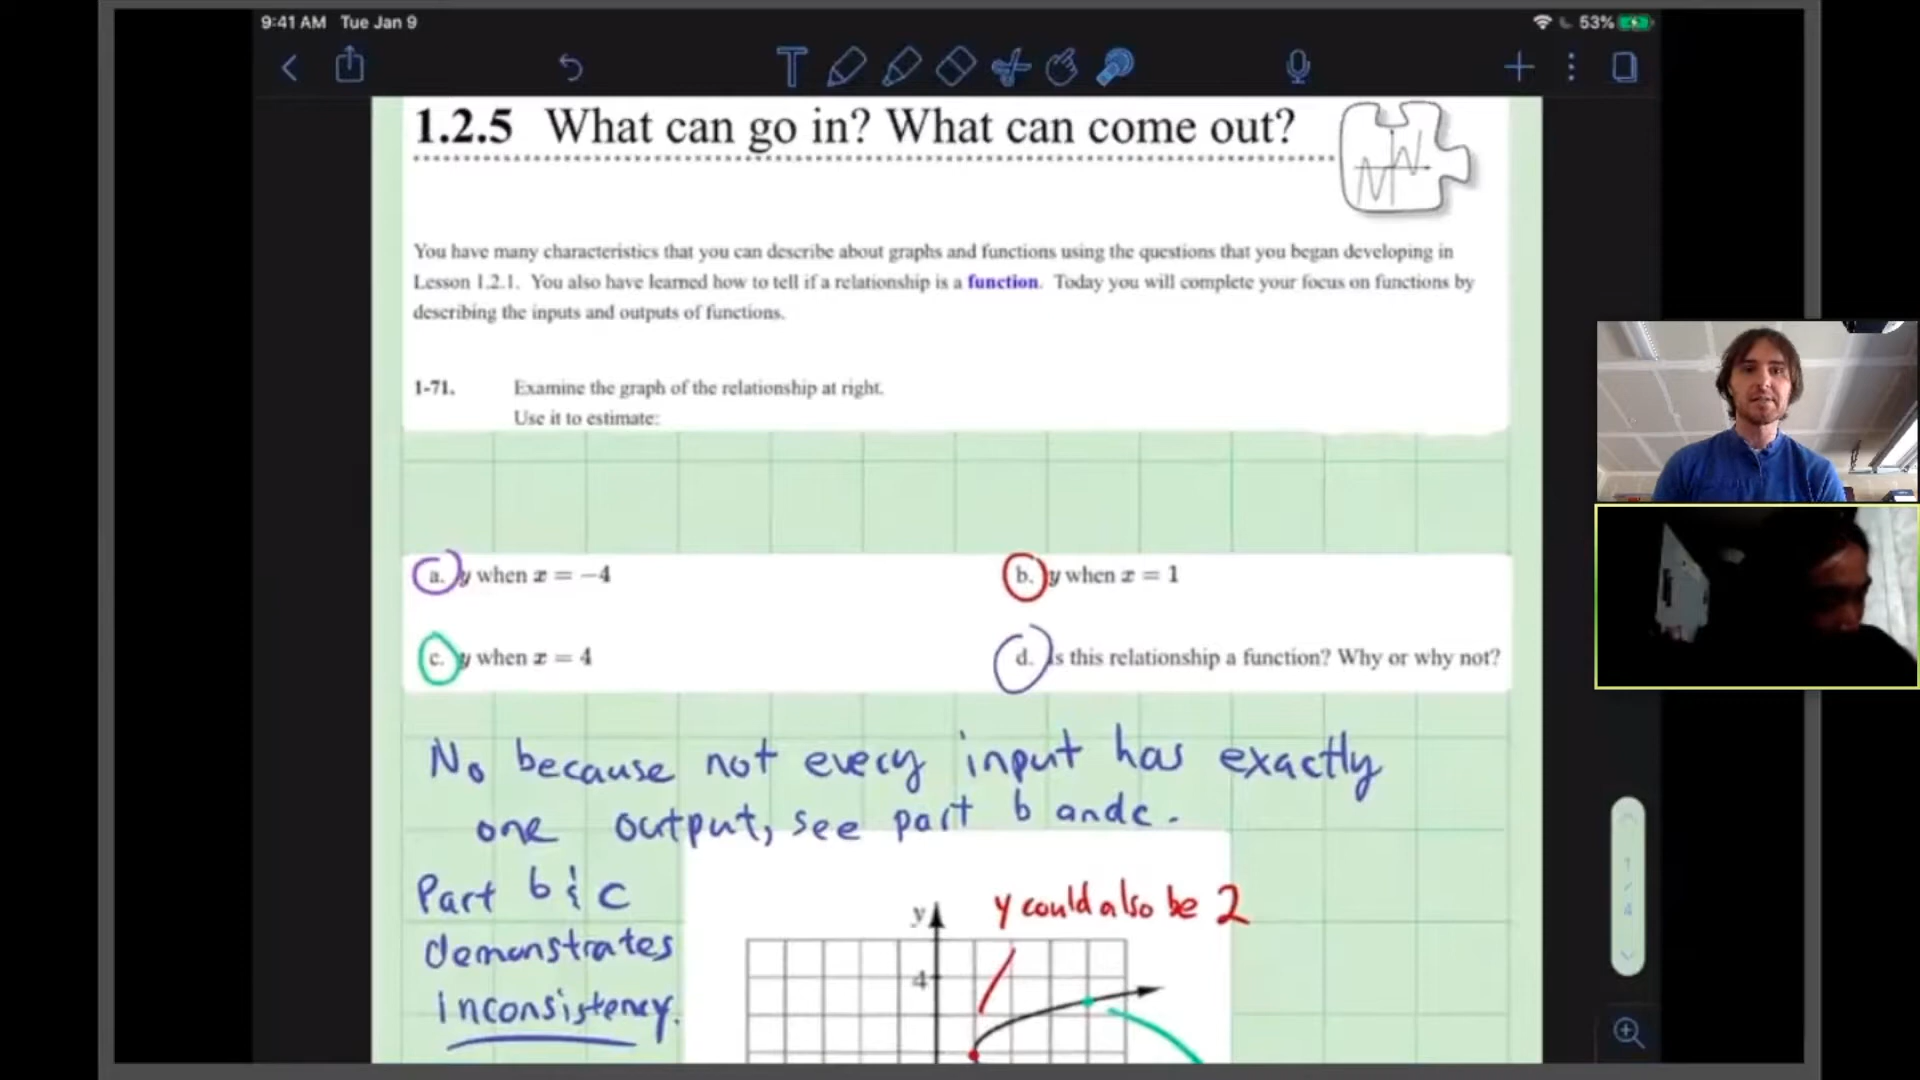 9:41 AM Tue Jan 9
53%
T
1.2.5 What can go in? What can come out?
You have many characteristics that you can describe about graphs and functions using the questions that you began developing in
Lesson 1.2.1. You also have learned how to tell if a relationship is a function. Today you will complete your focus on functions by
describing the inputs and outputs of functions.
1-71. Examine the graph of the relationship at right.
Use it to estimate:
a. y when x = −4
b. y when x = 1
c. y when x = 4
d. Is this relationship a function? Why or why not?
No because not every input has exactly
one output, see part b and c.
Part b & c
demonstrates
inconsistency.
y could also be 2
y
4
1
/
4